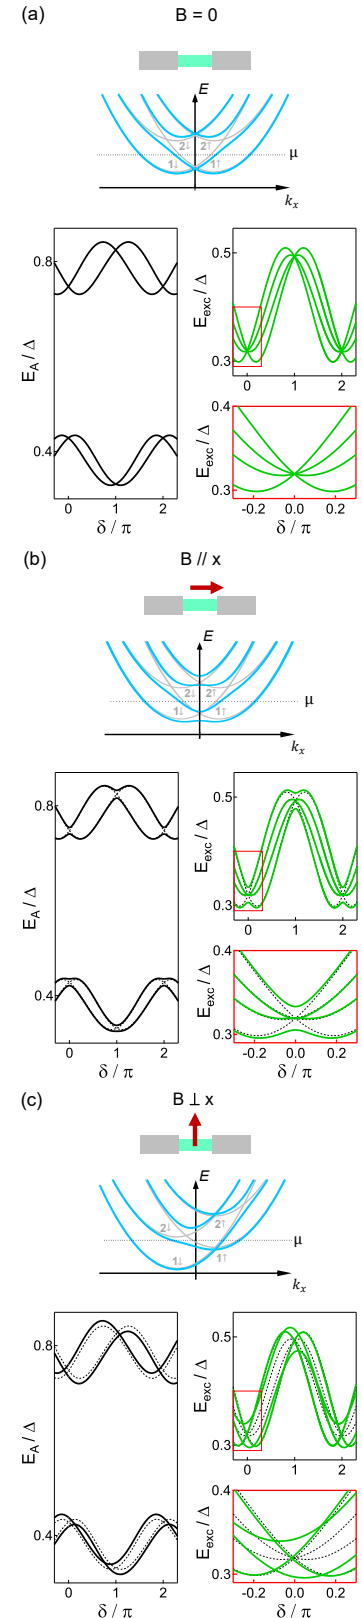 (a) B = 0
E
2↓ 2↑
μ
1↓ 1↑
k_x
0.8
0.4
E_A / Δ
0 1 2
δ / π
0.5
0.3
E_exc / Δ
0 1 2
0.4
0.3
E_exc / Δ
-0.2 0.0 0.2
δ / π
(b) B // x
E
2↓ 2↑
μ
1↓ 1↑
k_x
0.8
0.4
E_A / Δ
0 1 2
δ / π
0.5
0.3
E_exc / Δ
0 1 2
0.4
0.3
E_exc / Δ
-0.2 0.0 0.2
δ / π
(c) B ⊥ x
E
2↓ 2↑
μ
1↓ 1↑
k_x
0.8
0.4
E_A / Δ
0 1 2
δ / π
0.5
0.3
E_exc / Δ
0 1 2
0.4
0.3
E_exc / Δ
-0.2 0.0 0.2
δ / π